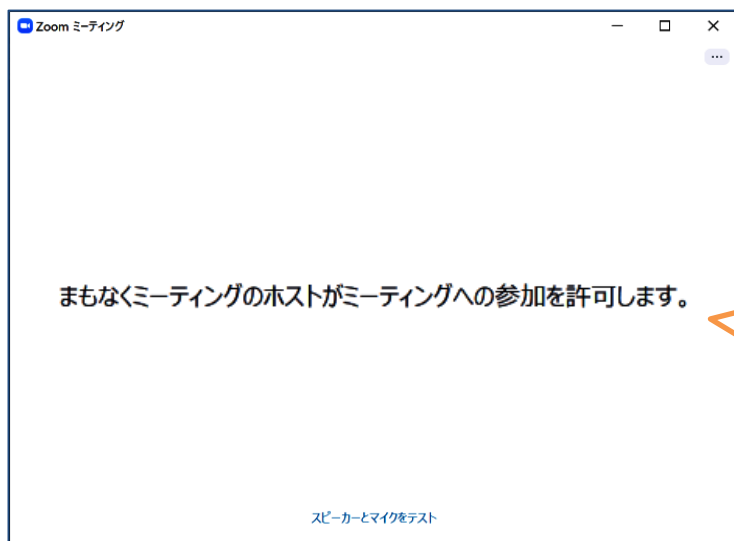 Zoom ミーティング
まもなくミーティングのホストがミーティングへの参加を許可します。
スピーカーとマイクをテスト